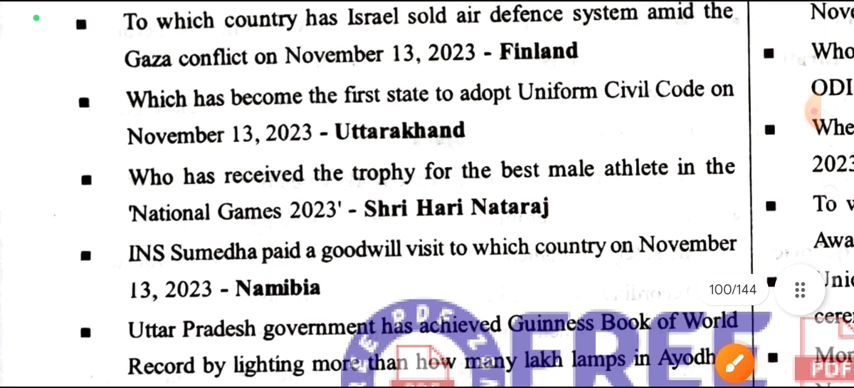 To which country has Israel sold air defence system amid the
Gaza conflict on November 13, 2023 - Finland
Which has become the first state to adopt Uniform Civil Code on
November 13, 2023 - Uttarakhand
Who has received the trophy for the best male athlete in the
'National Games 2023' - Shri Hari Nataraj
INS Sumedha paid a goodwill visit to which country on November
13, 2023 - Namibia
Uttar Pradesh government has achieved Guinness Book of World
Record by lighting more than how many lakh lamps in Ayodh
Nove
Who
ODI
Whe
2023
To w
Awa
Unic
cere
Mor
100/144
FREE
PDF